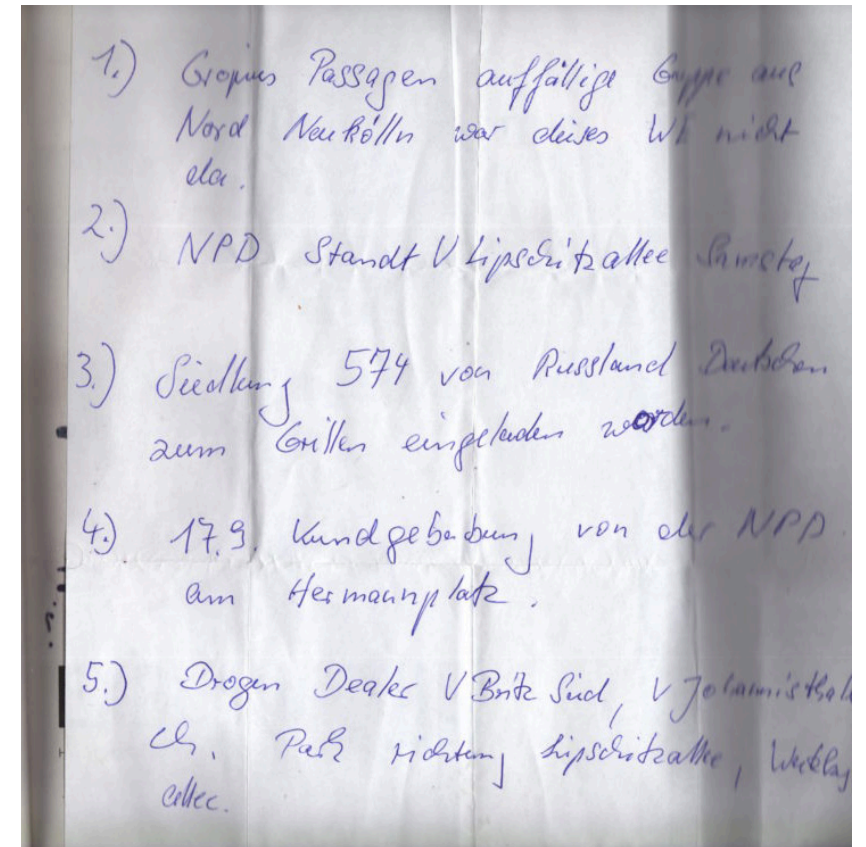 1.) Gropius Passagen auffällige Gruppe aus
Nord Neukölln war dieses WE nicht
da.
2.) NPD Standt U Lipschitzallee Samstag
3.) Siedlung 574 von Russland Deutschen
zum Grillen eingeladen worden.
4.) 17.9. Kundgebebung von der NPD
am Hermannplatz.
5.) Drogen Dealer U Britz Süd, U Johannisthal
Ch. Park richtung Lipschitzallee,
allee.